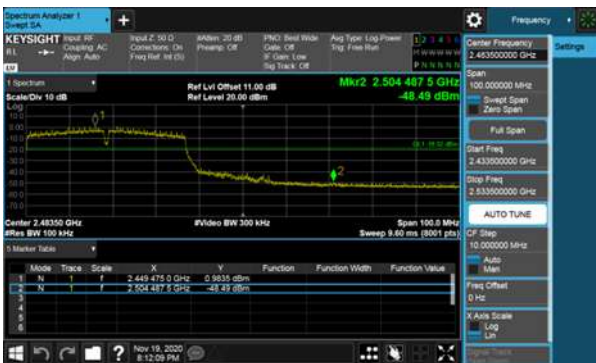 Spectrum Analyzer 1
Swept SA
+
Frequency
KEYSIGHT Input: RF Input Z: 50 Ω #Atten: 20 dB PNO: Best Wide Avg Type: Log-Power 1 2 3 4 5 6
RL Coupling: AC Corrections: On Preamp: Off Gate: Off Trig: Free Run
Align: Auto Freq Ref: Int (S) IF Gain: Low
Sig Track: Off P N N N N N
Center Frequency
2.483500000 GHz
Settings
Span
100.000000 MHz
Swept Span
Zero Span
Full Span
Start Freq
2.433500000 GHz
Stop Freq
2.533500000 GHz
AUTO TUNE
CF Step
10.000000 MHz
Auto
Man
Freq Offset
0 Hz
X Axis Scale
Log
Lin
Signal Track
1 Spectrum
Ref Lvl Offset 11.00 dB Mkr2 2.504 487 5 GHz
Scale/Div 10 dB Ref Level 20.00 dBm -48.49 dBm
Log
10.0
0.00
1
2
Center 2.48350 GHz #Video BW 300 kHz Span 100.0 MHz
#Res BW 100 kHz Sweep 9.60 ms (8001 pts)
5 Marker Table
Mode Trace Scale X Y Function Function Width Function Value
1 N 1 f 2.449 475 0 GHz 0.9835 dBm
2 N 1 f 2.504 487 5 GHz -48.49 dBm
3
4
5
6
? Nov 19, 2020
8:12:09 PM